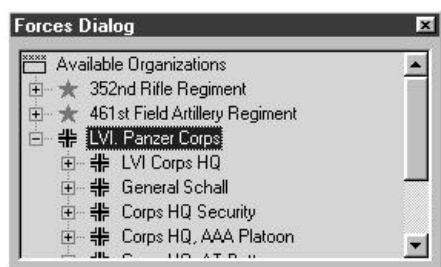 Forces Dialog
Available Organizations
352nd Rifle Regiment
461st Field Artillery Regiment
LVI. Panzer Corps
LVI Corps HQ
General Schall
Corps HQ Security
Corps HQ, AAA Platoon